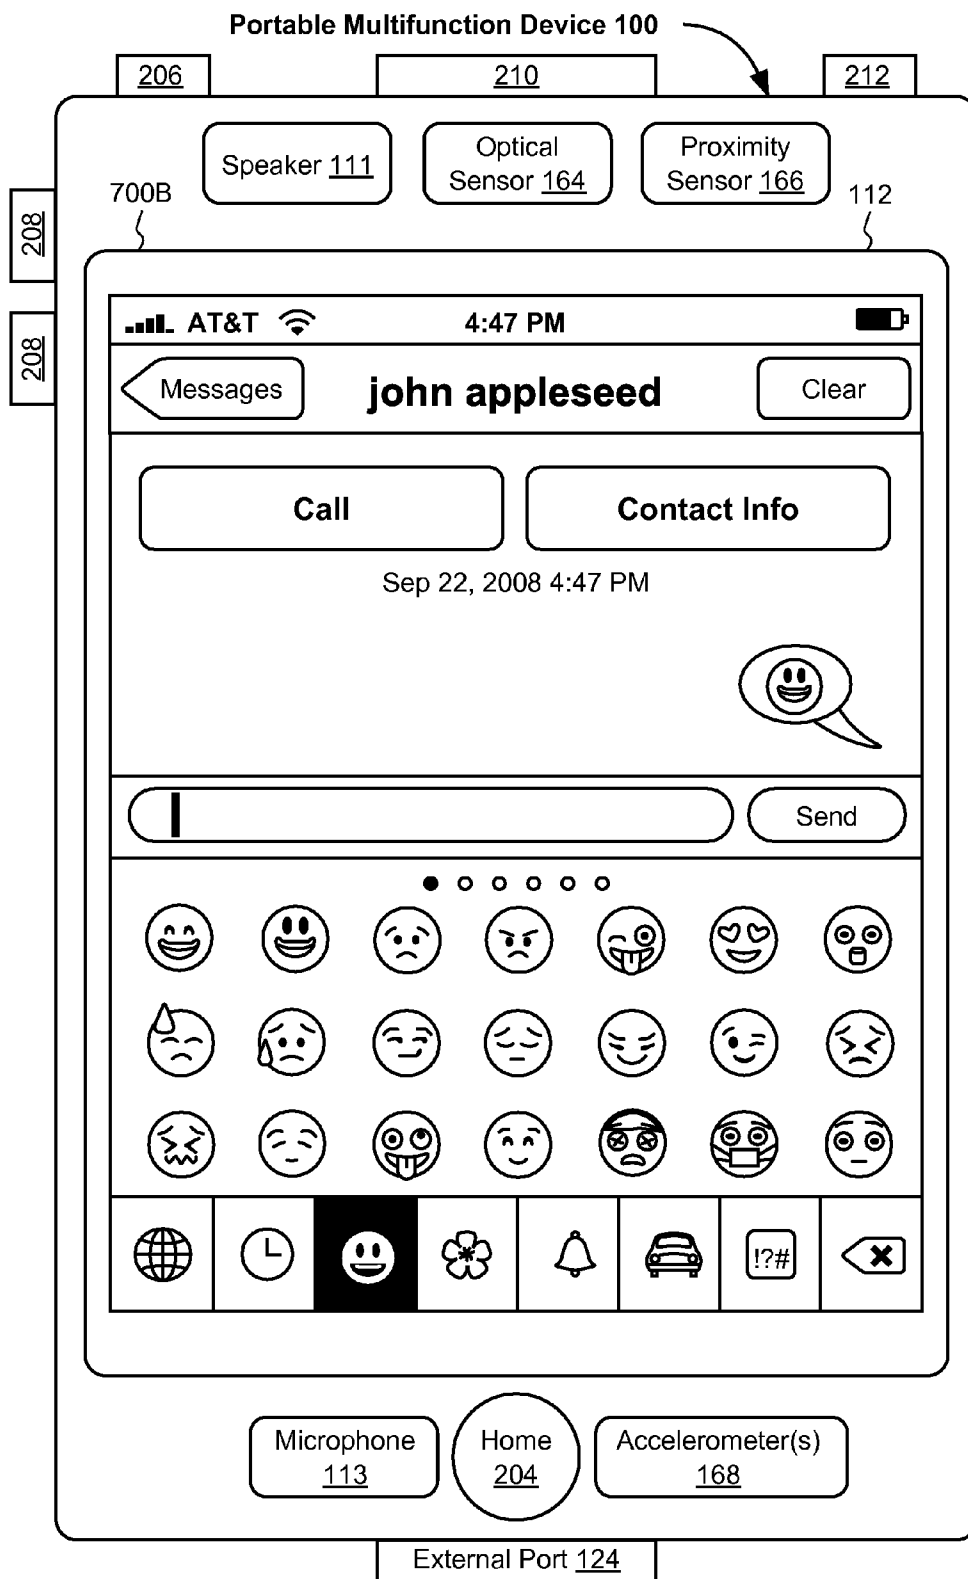 Portable Multifunction Device 100
206
210
212
Speaker 111
Optical
Sensor 164
Proximity
Sensor 166
208
700B
112
208
AT&T
4:47 PM
Messages
john appleseed
Clear
Call
Contact Info
Sep 22, 2008 4:47 PM
Send
!?#
Microphone
113
Home
204
Accelerometer(s)
168
External Port 124